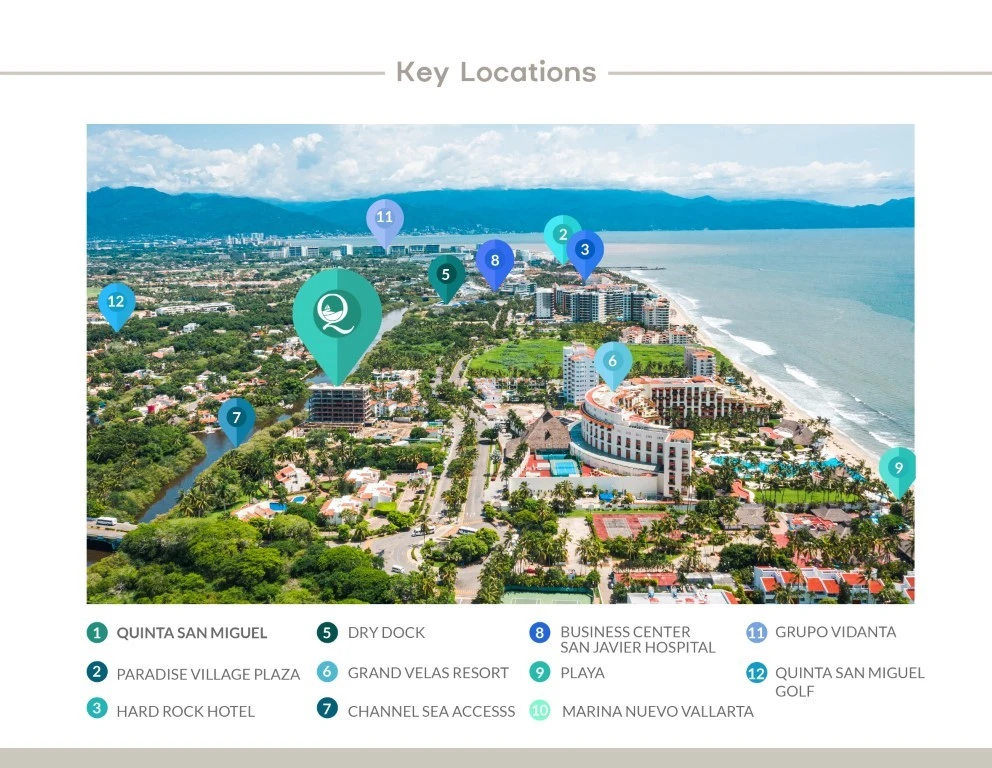 Key Locations
11
2
3
8
5
12
Q
6
7
9
1 QUINTA SAN MIGUEL
2 PARADISE VILLAGE PLAZA
3 HARD ROCK HOTEL
5 DRY DOCK
6 GRAND VELAS RESORT
7 CHANNEL SEA ACCESSS
8 BUSINESS CENTER
SAN JAVIER HOSPITAL
9 PLAYA
10 MARINA NUEVO VALLARTA
11 GRUPO VIDANTA
12 QUINTA SAN MIGUEL
GOLF